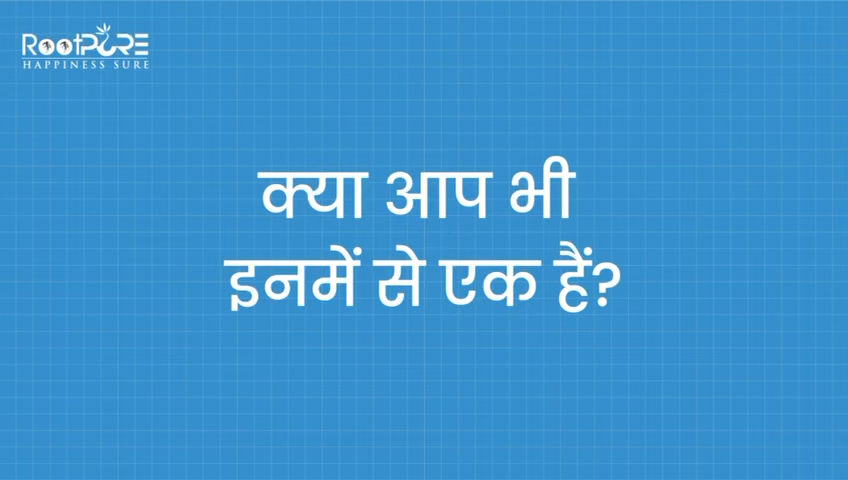 RootPURE
HAPPINESS SURE
क्या आप भी
इनमें से एक हैं?